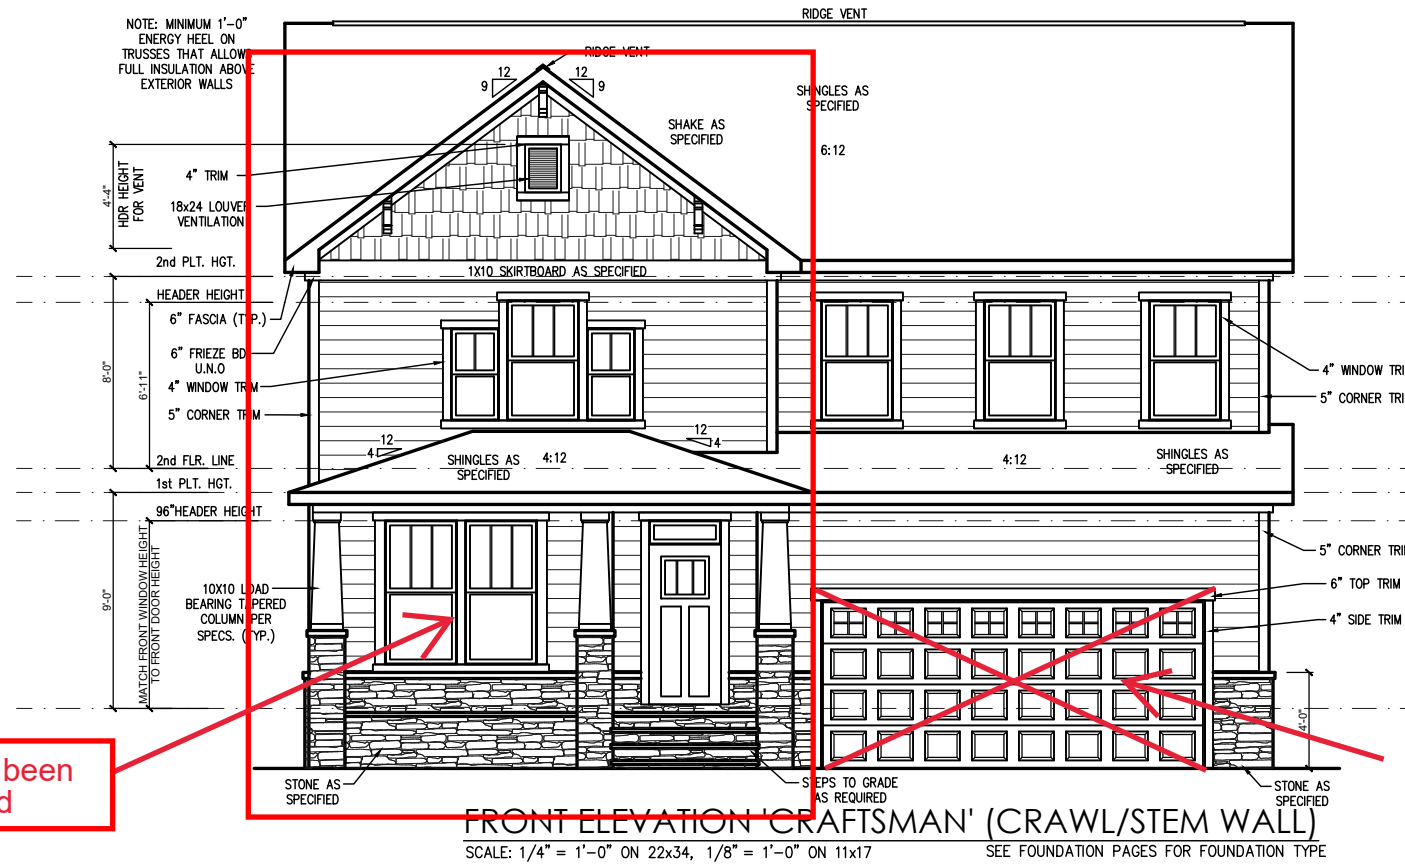 RIDGE VENT
NOTE: MINIMUM 1'-0"
ENERGY HEEL ON
TRUSSES THAT ALLOW
FULL INSULATION ABOVE
EXTERIOR WALLS
RIDGE VENT
12
9
12
9
SHINGLES AS
SPECIFIED
SHAKE AS
SPECIFIED
6:12
4'-4"
HDR HEIGHT
FOR VENT
4" TRIM
18x24 LOUVER
VENTILATION
2nd PLT. HGT.
1X10 SKIRTBOARD AS SPECIFIED
HEADER HEIGHT
6" FASCIA (TYP.)
6" FRIEZE BD.
U.N.O
4" WINDOW TRIM
5" CORNER TRIM
8'-0"
6'-11"
4" WINDOW TRI
5" CORNER TRI
12
4
12
4
2nd FLR. LINE
SHINGLES AS
SPECIFIED
4:12
4:12
SHINGLES AS
SPECIFIED
1st PLT. HGT.
96"HEADER HEIGHT
9'-0"
MATCH FRONT WINDOW HEIGHT
TO FRONT DOOR HEIGHT
10X10 LOAD
BEARING TAPERED
COLUMN PER
SPECS. (TYP.)
5" CORNER TRI
6" TOP TRIM
4" SIDE TRIM
4'-0"
been
d
STONE AS
SPECIFIED
STEPS TO GRADE
AS REQUIRED
STONE AS
SPECIFIED
FRONT ELEVATION 'CRAFTSMAN' (CRAWL/STEM WALL)
SCALE: 1/4" = 1'-0" ON 22x34, 1/8" = 1'-0" ON 11x17
SEE FOUNDATION PAGES FOR FOUNDATION TYPE